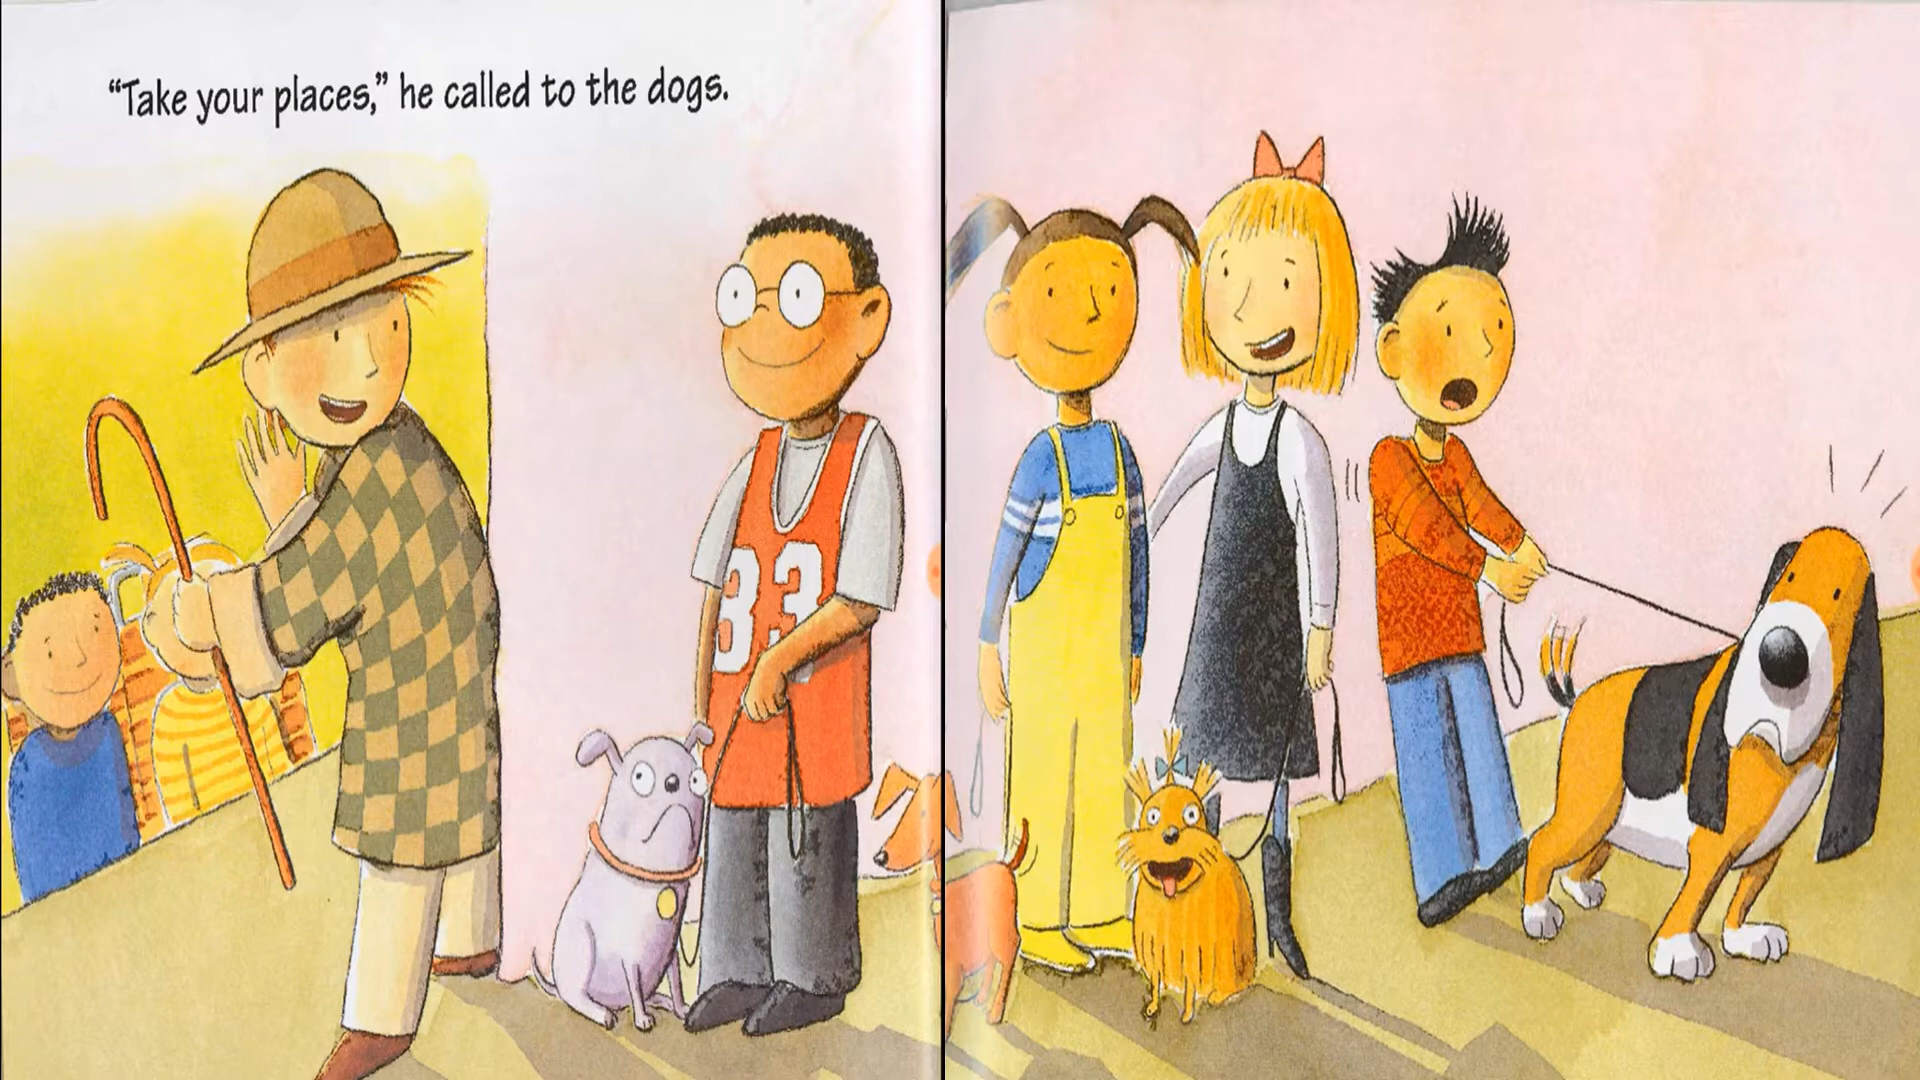 “Take your places,” he called to the dogs.
33